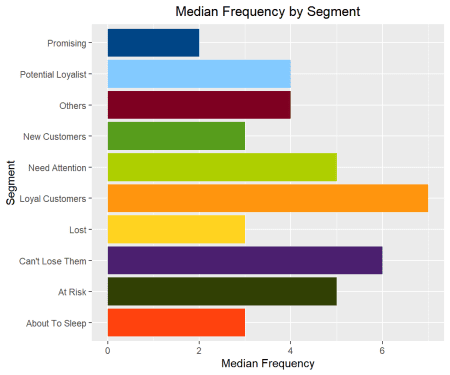 Median Frequency by Segment
Promising
Potential Loyalist
Others
New Customers
Need Attention
Loyal Customers
Lost
Can't Lose Them
At Risk
About To Sleep
Segment
0 2 4 6
Median Frequency